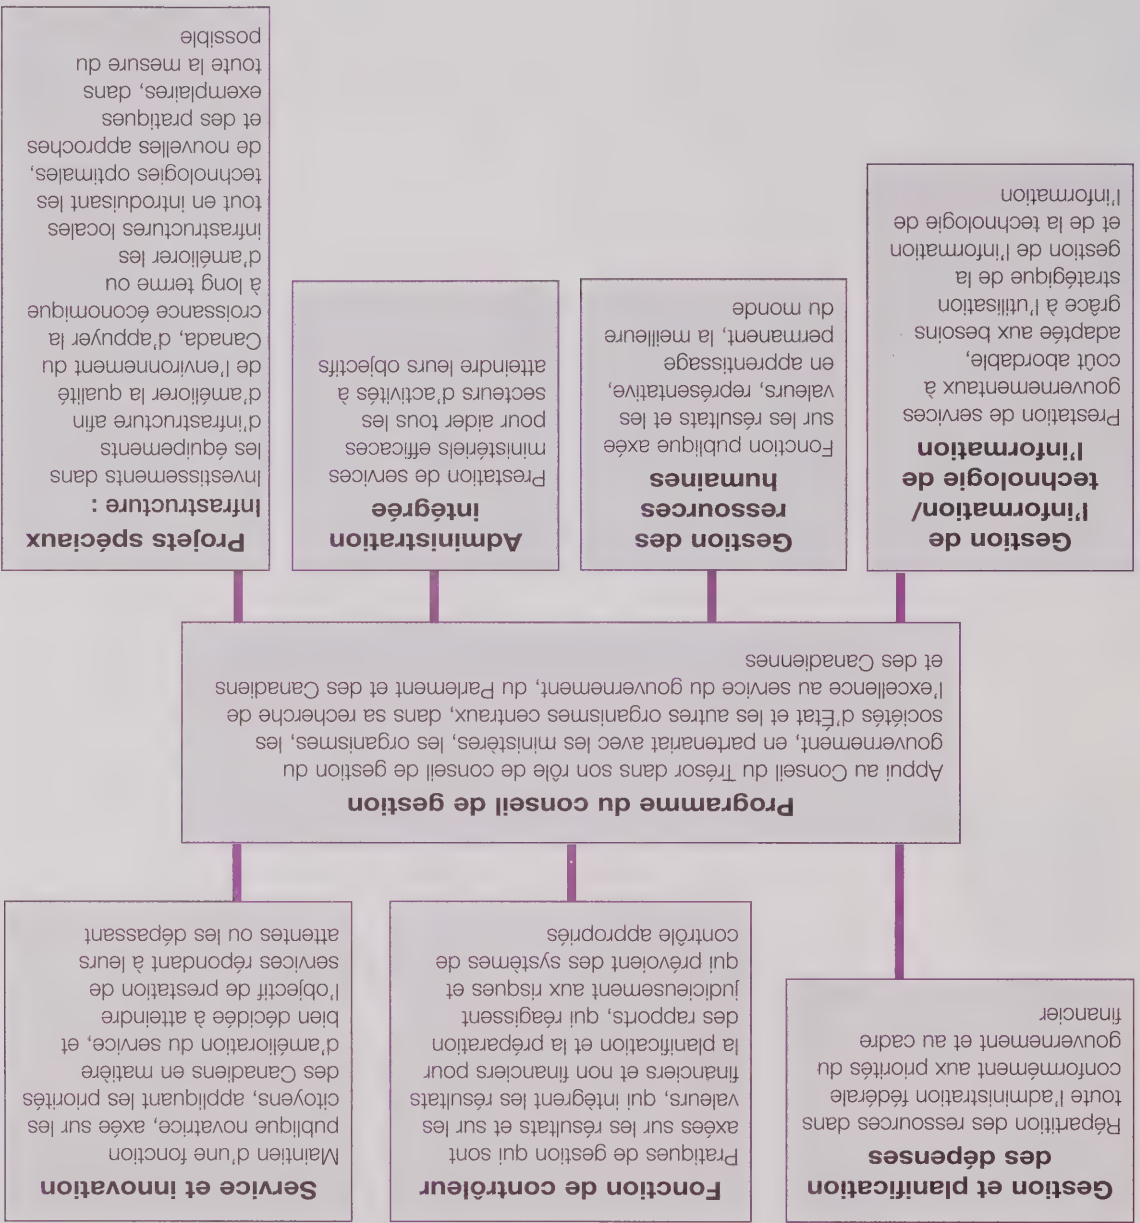 Gestion et planification
des dépenses
Répartition des ressources dans
toute l'administration fédérale
conformément aux priorités du
gouvernement et au cadre
financier
Fonction de contrôleur
Pratiques de gestion qui sont
axées sur les résultats et sur les
valeurs, qui intègrent les résultats
financiers et non financiers pour
la planification et la préparation
des rapports, qui réagissent
judicieusement aux risques et
qui prévoient des systèmes de
contrôle appropriés
Service et innovation
Maintien d'une fonction
publique novatrice, axée sur les
citoyens, appliquant les priorités
des Canadiens en matière
d'amélioration du service, et
bien décidée à atteindre
l'objectif de prestation de
services répondant à leurs
attentes ou les dépassant
Programme du conseil de gestion
Appui au Conseil du Trésor dans son rôle de conseil de gestion du
gouvernement, en partenariat avec les ministères, les organismes, les
sociétés d'État et les autres organismes centraux, dans sa recherche de
l'excellence au service du gouvernement, du Parlement et des Canadiens
et des Canadiennes
Gestion de
l'information/
technologie de
l'information
Prestation de services
gouvernementaux à
coût abordable,
adaptée aux besoins
grâce à l'utilisation
stratégique de la
gestion de l'information
et de la technologie de
l'information
Gestion des
ressources
humaines
Fonction publique axée
sur les résultats et les
valeurs, représentative,
en apprentissage
permanent, la meilleure
du monde
Administration
intégrée
Prestation de services
ministériels efficaces
pour aider tous les
secteurs d'activités à
atteindre leurs objectifs
Projets spéciaux
Infrastructure :
Investissements dans
les équipements
d'infrastructure afin
d'améliorer la qualité
de l'environnement du
Canada, d'appuyer la
croissance économique
à long terme ou
d'améliorer les
infrastructures locales
tout en introduisant les
technologies optimales,
de nouvelles approches
et des pratiques
exemplaires, dans
toute la mesure du
possible